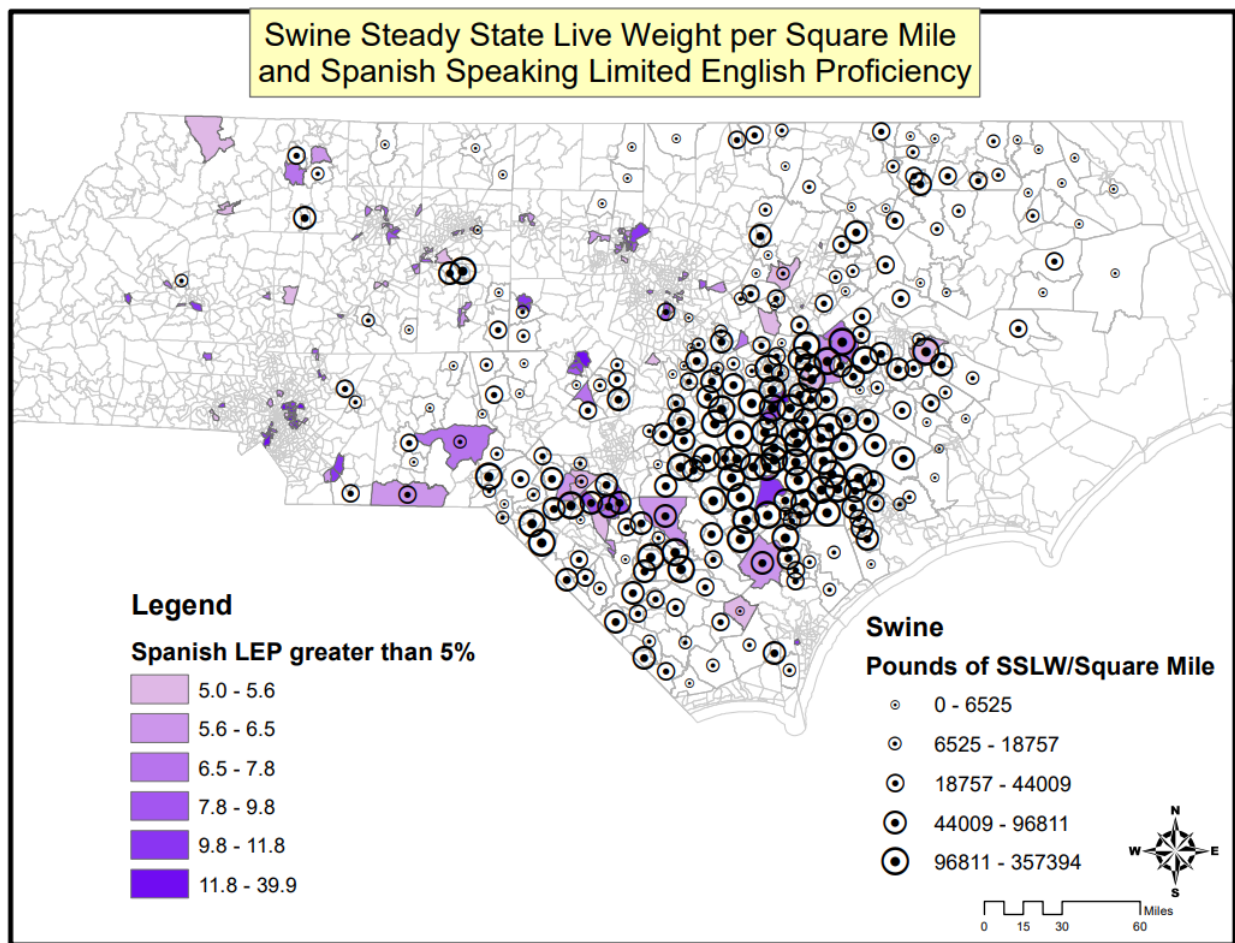 Swine Steady State Live Weight per Square Mile
and Spanish Speaking Limited English Proficiency
Legend
Spanish LEP greater than 5%
5.0 - 5.6
5.6 - 6.5
6.5 - 7.8
7.8 - 9.8
9.8 - 11.8
11.8 - 39.9
Swine
Pounds of SSLW/Square Mile
0 - 6525
6525 - 18757
18757 - 44009
44009 - 96811
96811 - 357394
N
W E
S
Miles
0 15 30 60